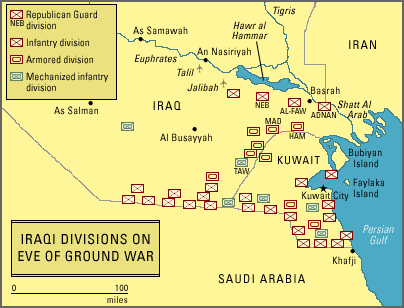 Republican Guard
NEB division
Infantry division
Armored division
Mechanized infantry
division
Tigris
Hawr al
Hammar
IRAN
As Samawah
An Nasiriyah
Euphrates
Talil
Jalibah
Basrah
Shatt Al
Arab
As Salman
IRAQ
NEB
AL-FAW
ADNAN
MAD
HAM
Al Busayyah
KUWAIT
Bubiyan
Island
TAW
Faylaka
Island
Kuwait City
Persian
Gulf
Khafji
SAUDI ARABIA
IRAQI DIVISIONS ON
EVE OF GROUND WAR
0 100
miles